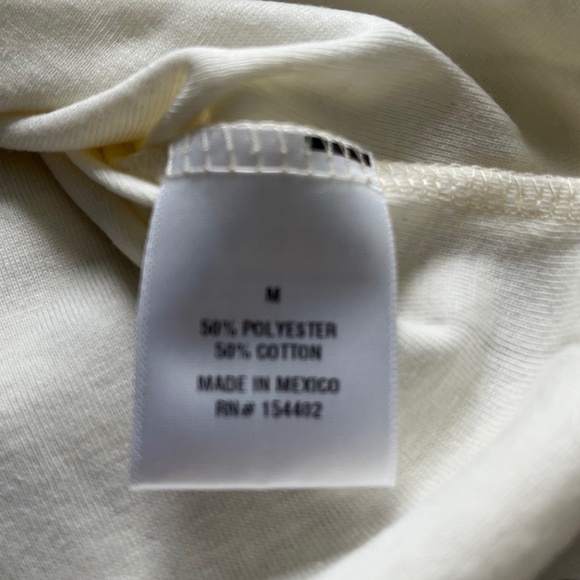 M
50% POLYESTER
50% COTTON
MADE IN MEXICO
RN# 154402